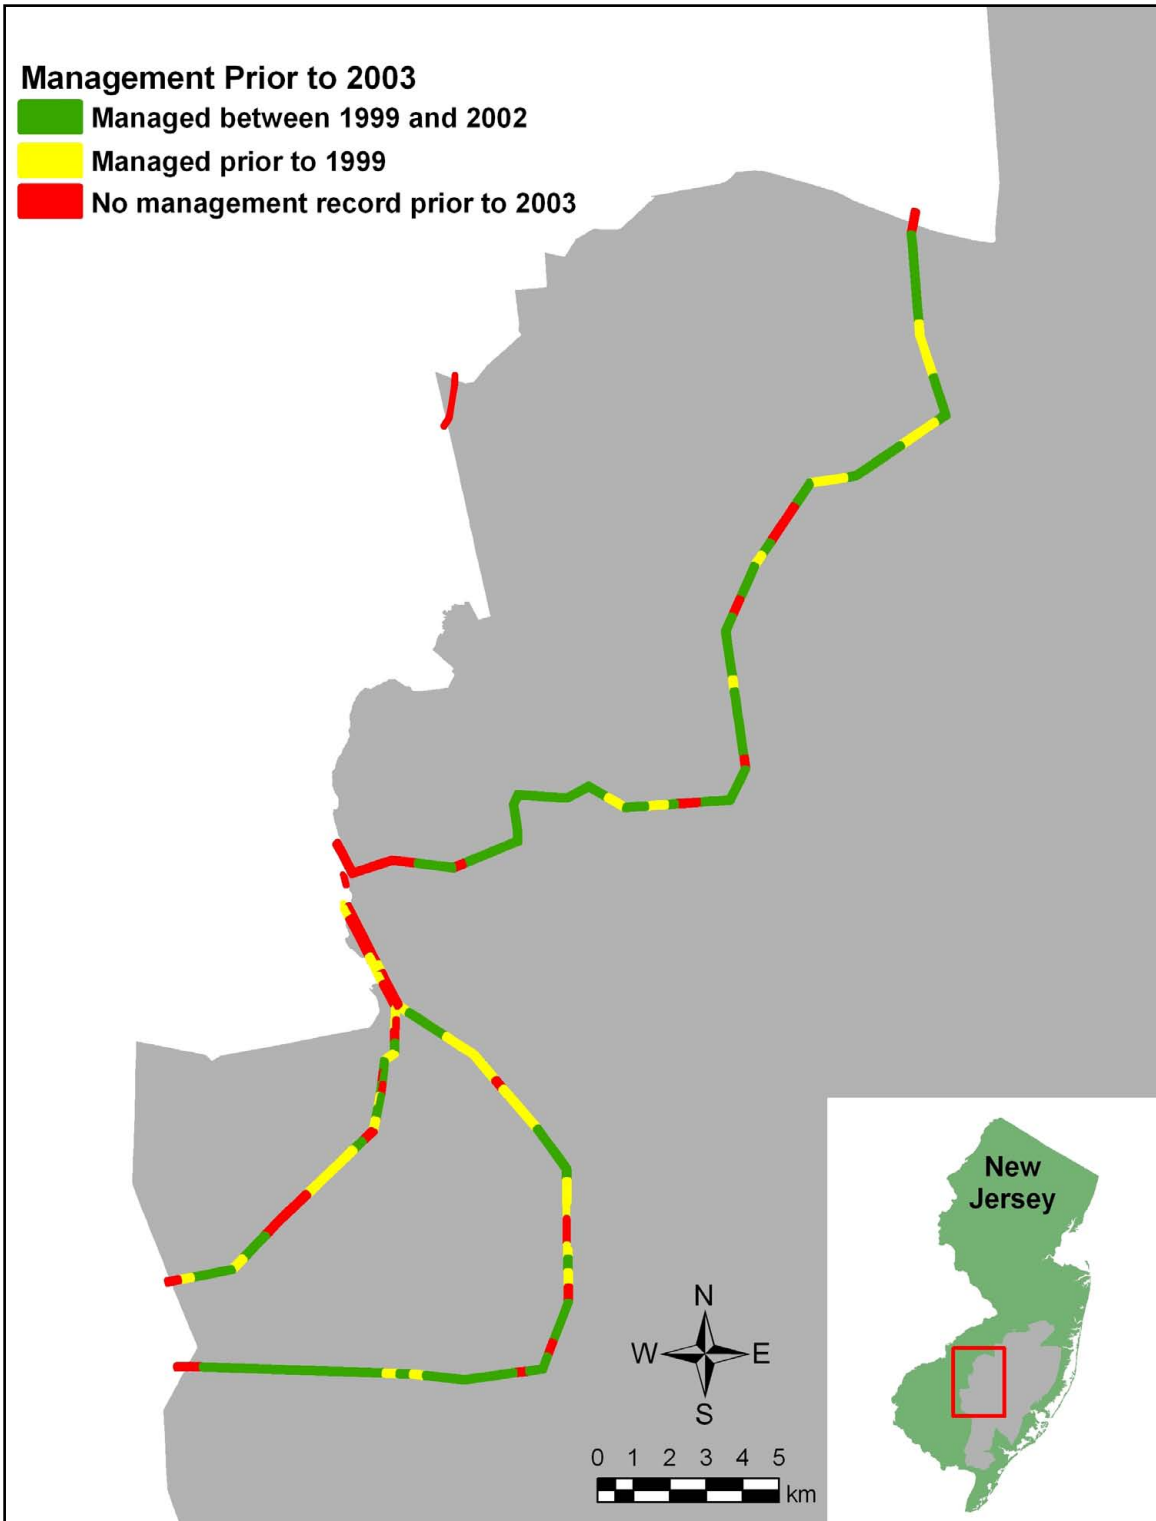 Management Prior to 2003
Managed between 1999 and 2002
Managed prior to 1999
No management record prior to 2003
New
Jersey
N
W E
S
0 1 2 3 4 5
km